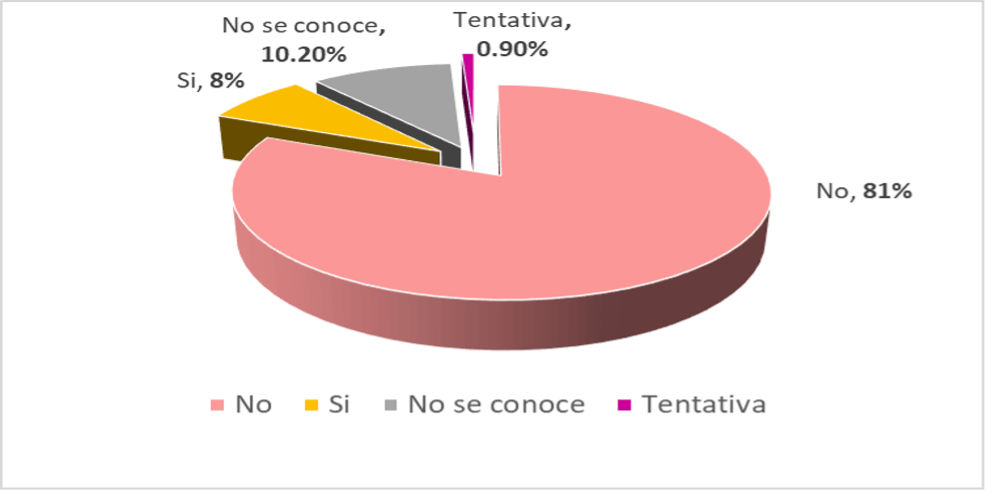 No se conoce,
10.20%
Tentativa,
0.90%
Si, 8%
No, 81%
No Si No se conoce Tentativa